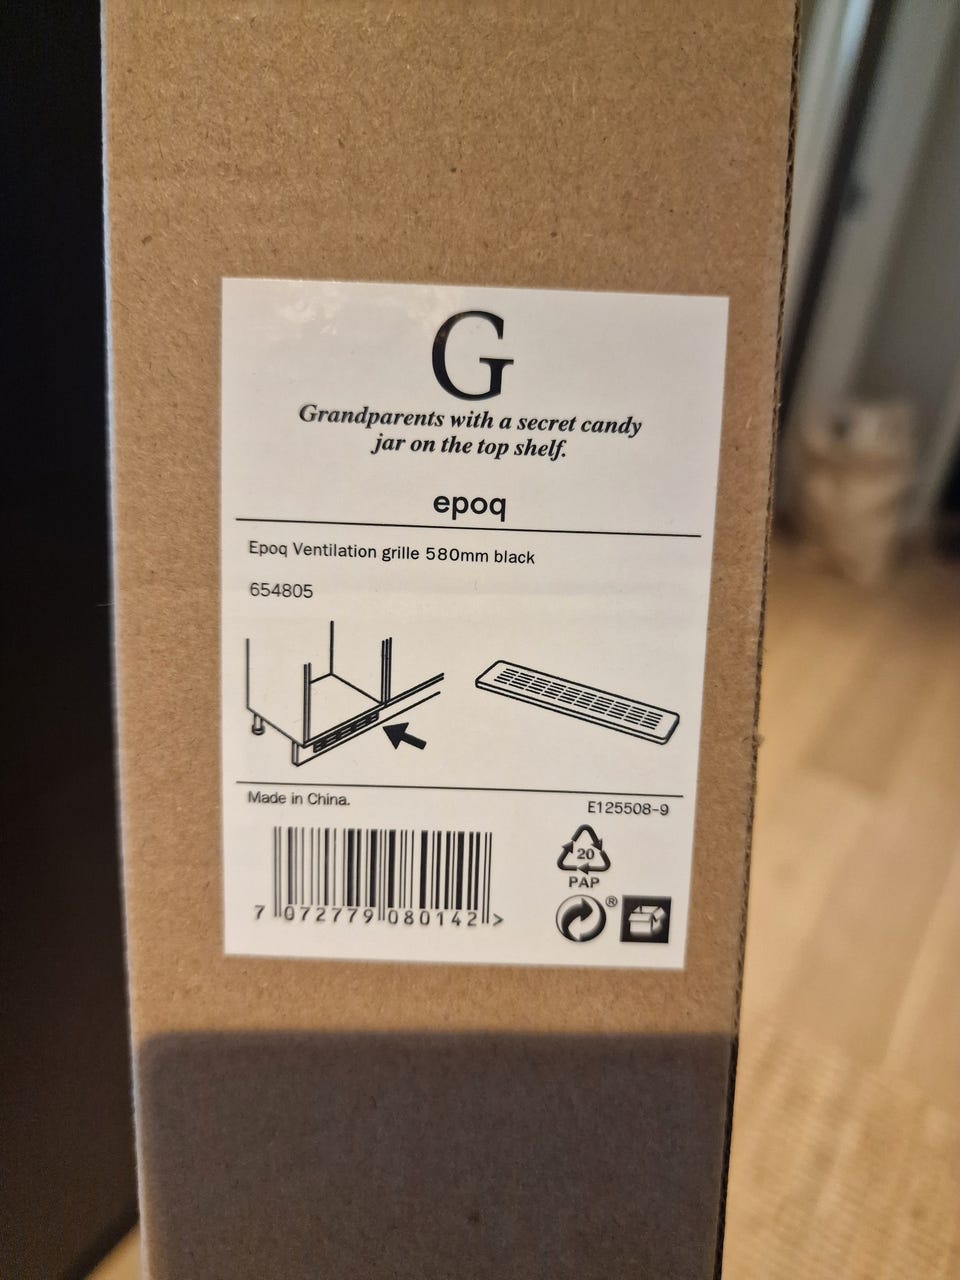 G
Grandparents with a secret candy
jar on the top shelf.
epoq
Epoq Ventilation grille 580mm black
654805
Made in China.
E125508-9
20
PAP
®
7 072779 080142 >